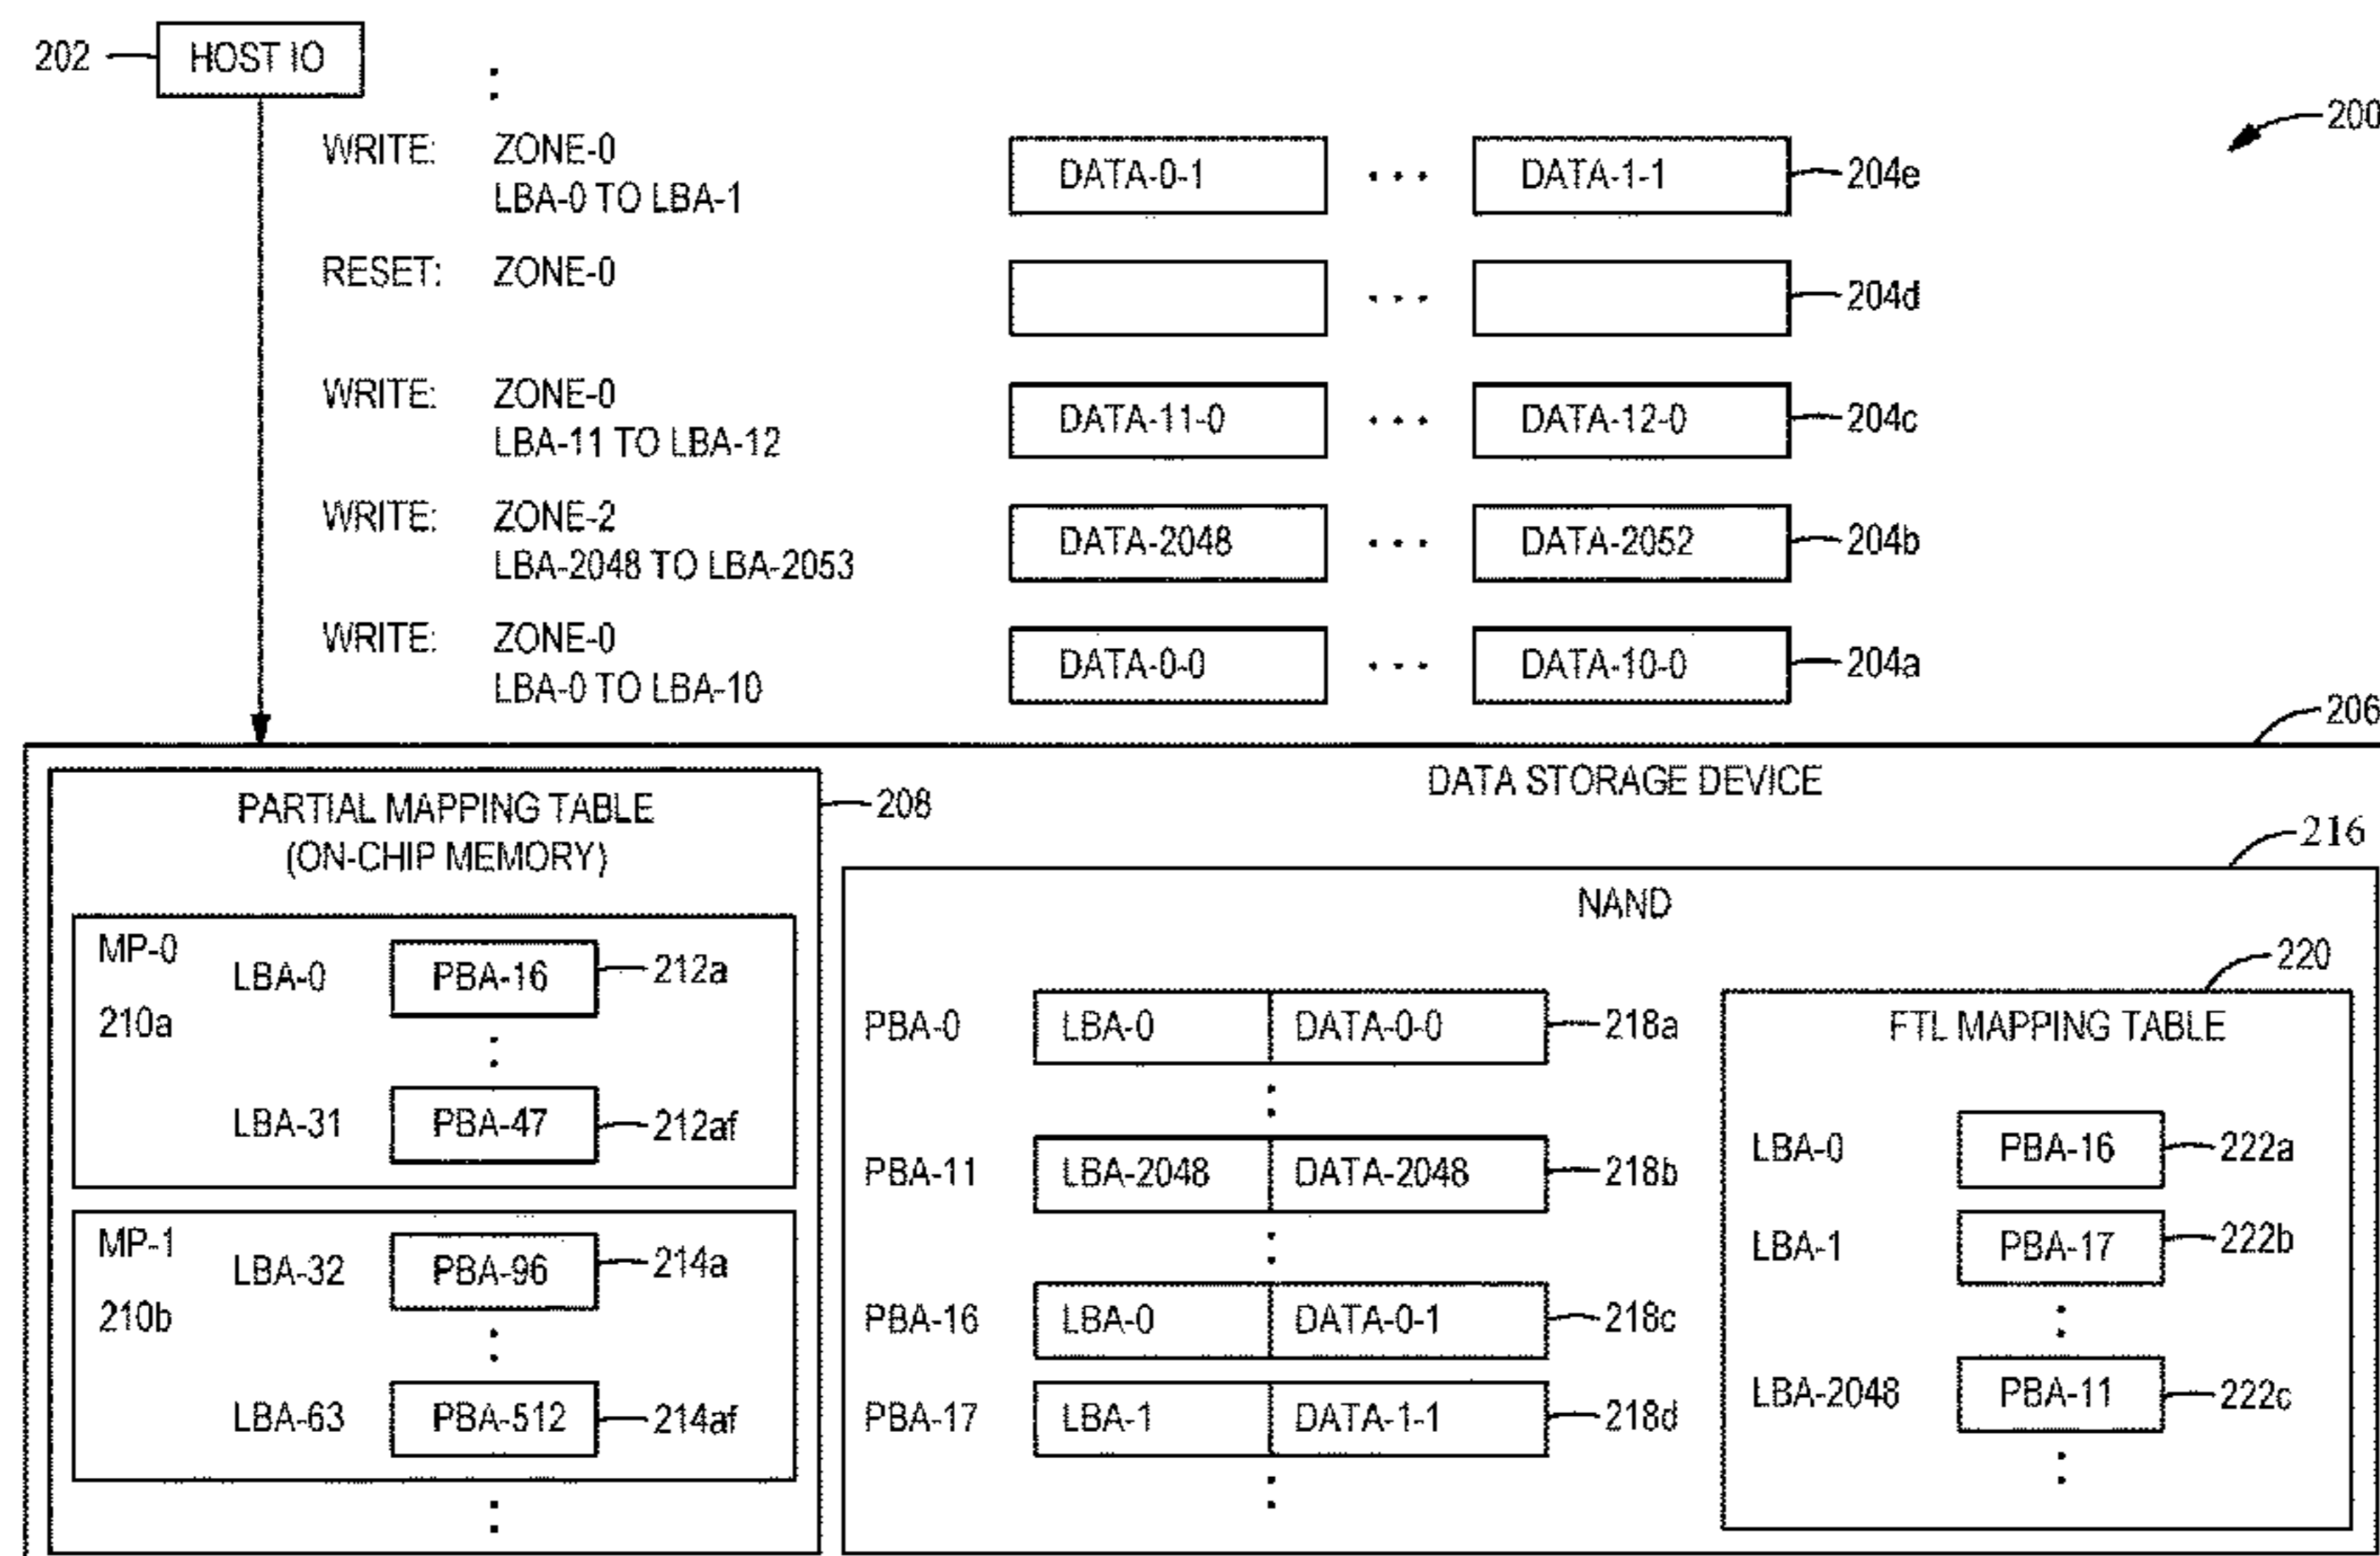 202
HOST IO
200
WRITE: ZONE-0
LBA-0 TO LBA-1
DATA-0-1 ... DATA-1-1 204e
RESET: ZONE-0
... 204d
WRITE: ZONE-0
LBA-11 TO LBA-12
DATA-11-0 ... DATA-12-0 204c
WRITE: ZONE-2
LBA-2048 TO LBA-2053
DATA-2048 ... DATA-2052 204b
WRITE: ZONE-0
LBA-0 TO LBA-10
DATA-0-0 ... DATA-10-0 204a
206
DATA STORAGE DEVICE
PARTIAL MAPPING TABLE
(ON-CHIP MEMORY)
208
MP-0
210a
LBA-0 PBA-16 212a
LBA-31 PBA-47 212af
MP-1
210b
LBA-32 PBA-96 214a
LBA-63 PBA-512 214af
216
NAND
PBA-0 LBA-0 DATA-0-0 218a
PBA-11 LBA-2048 DATA-2048 218b
PBA-16 LBA-0 DATA-0-1 218c
PBA-17 LBA-1 DATA-1-1 218d
220
FTL MAPPING TABLE
LBA-0 PBA-16 222a
LBA-1 PBA-17 222b
LBA-2048 PBA-11 222c